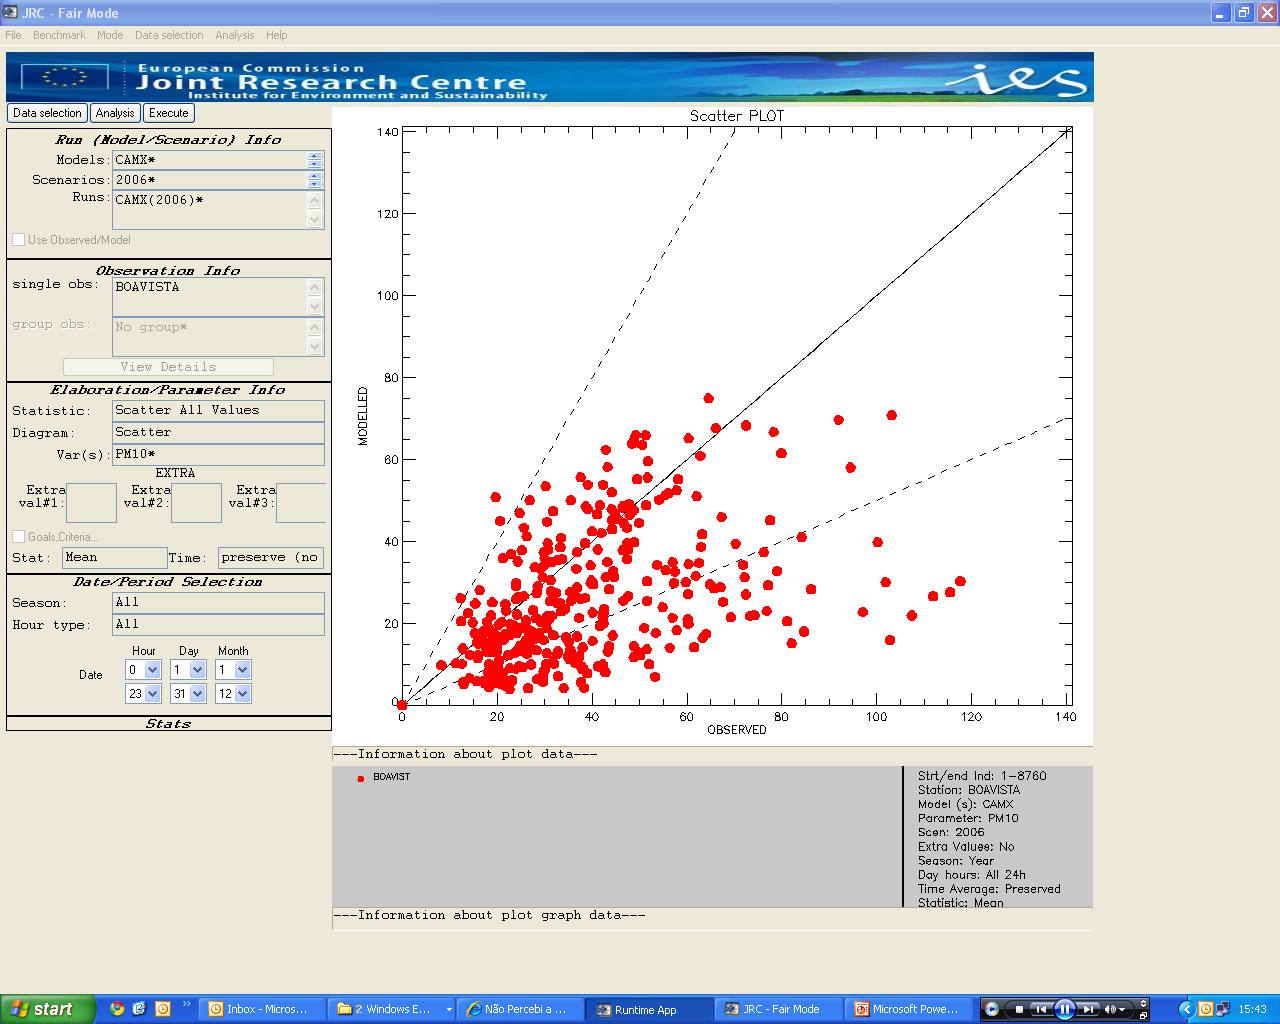 JRC - Fair Mode
File Benchmark Mode Data selection Analysis Help
European Commission
Joint Research Centre
Institute for Environment and Sustainability
ies
Data selection Analysis Execute
Run (Model/Scenario) Info
Models: CAMX*
Scenarios: 2006*
Runs: CAMX(2006)*
Use Observed/Model
Observation Info
single obs: BOAVISTA
group obs: No group*
View Details
Elaboration/Parameter Info
Statistic: Scatter All Values
Diagram: Scatter
Var(s): PM10*
EXTRA
Extra val#1: Extra val#2: Extra val#3:
Goals,Criteria...
Stat: Mean Time: preserve (no
Date/Period Selection
Season: All
Hour type: All
Hour Day Month
Date
0 1 1
23 31 12
Stats
Scatter PLOT
140
120
100
80
60
40
20
0
MODELLED
0 20 40 60 80 100 120 140
OBSERVED
---Information about plot data---
BOAVIST
Strt/end Ind: 1-8760
Station: BOAVISTA
Model (s): CAMX
Parameter: PM10
Scen: 2006
Extra Values: No
Season: Year
Day hours: All 24h
Time Average: Preserved
Statistic: Mean
---Information about plot graph data---
start
Inbox - Micros...
2 Windows E...
Não Percebi a ...
Runtime App
JRC - Fair Mode
Microsoft Powe...
15:43